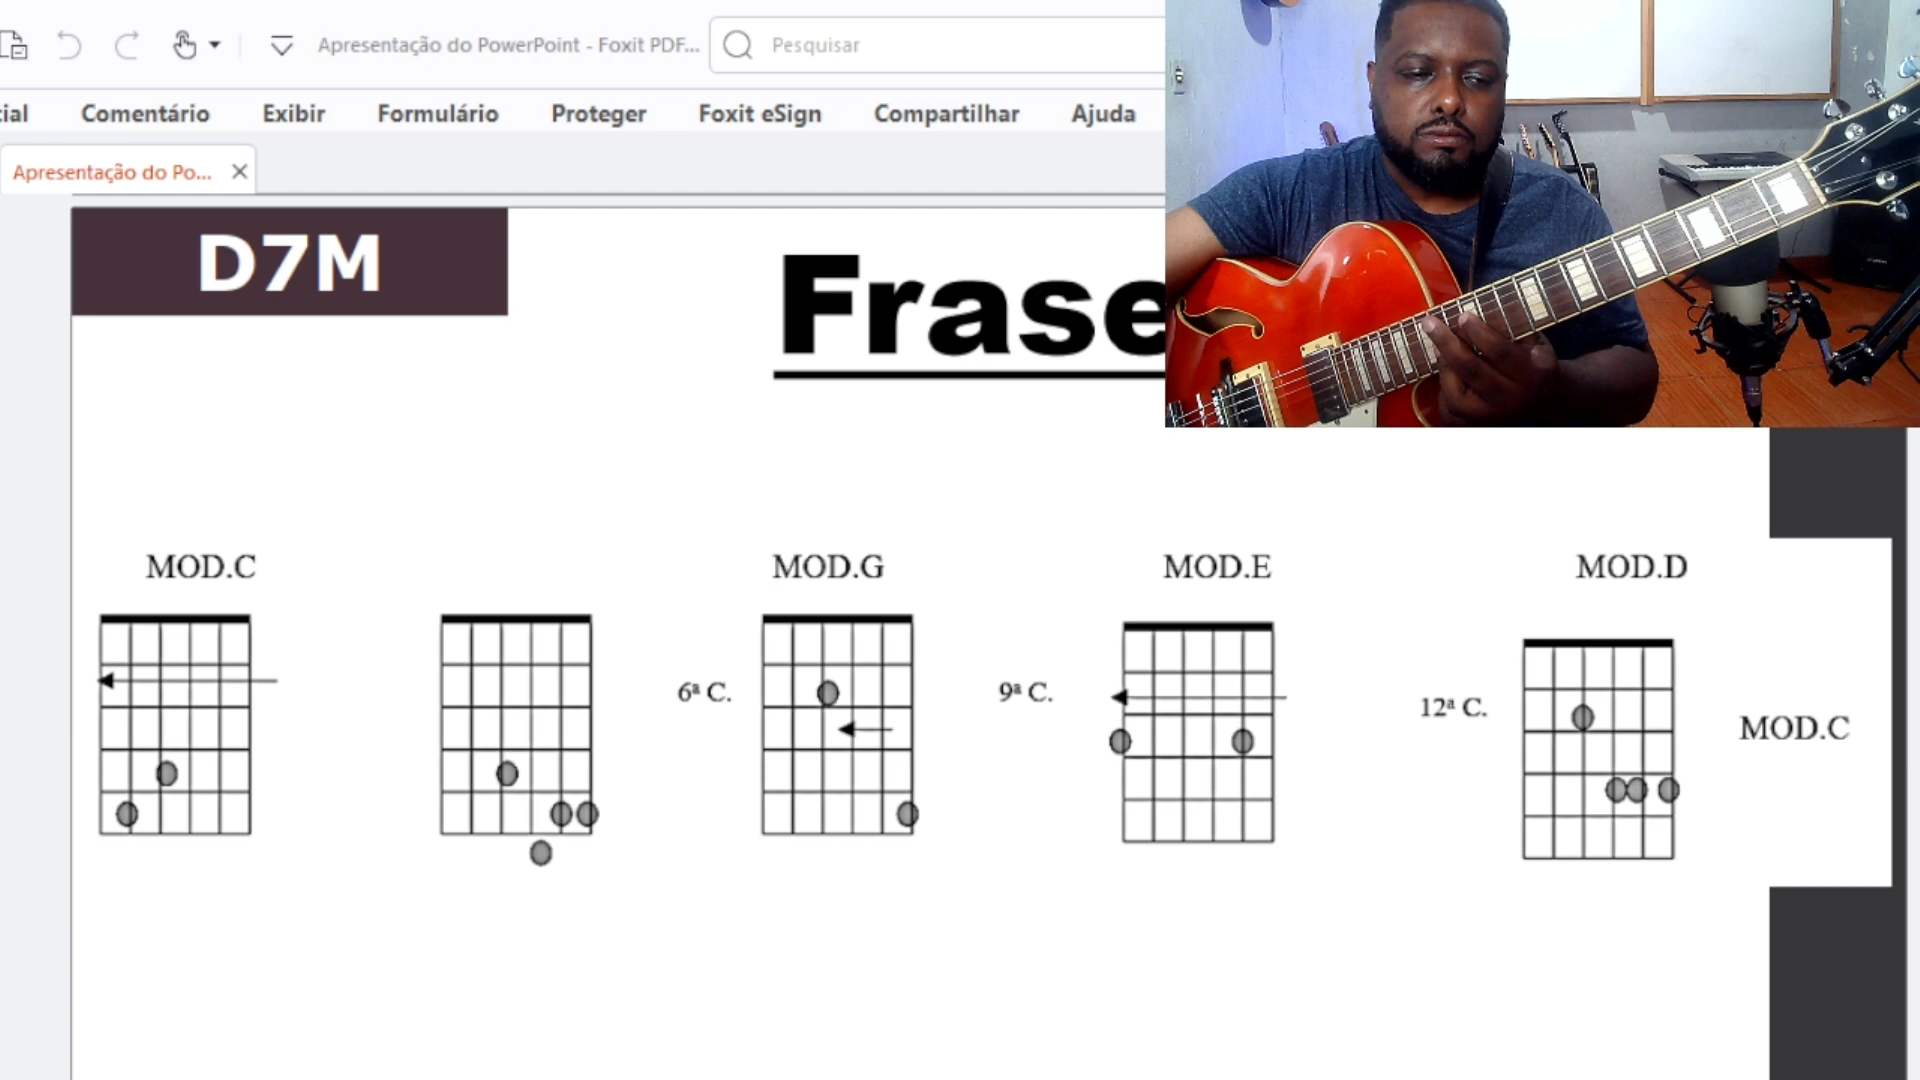 Apresentação do PowerPoint - Foxit PDF...
Pesquisar
Comentário
Exibir
Formulário
Proteger
Foxit eSign
Compartilhar
Ajuda
Apresentação do Po...
D7M
Frase
MOD.C
MOD.G
MOD.E
MOD.D
6ª C.
9ª C.
12ª C.
MOD.C